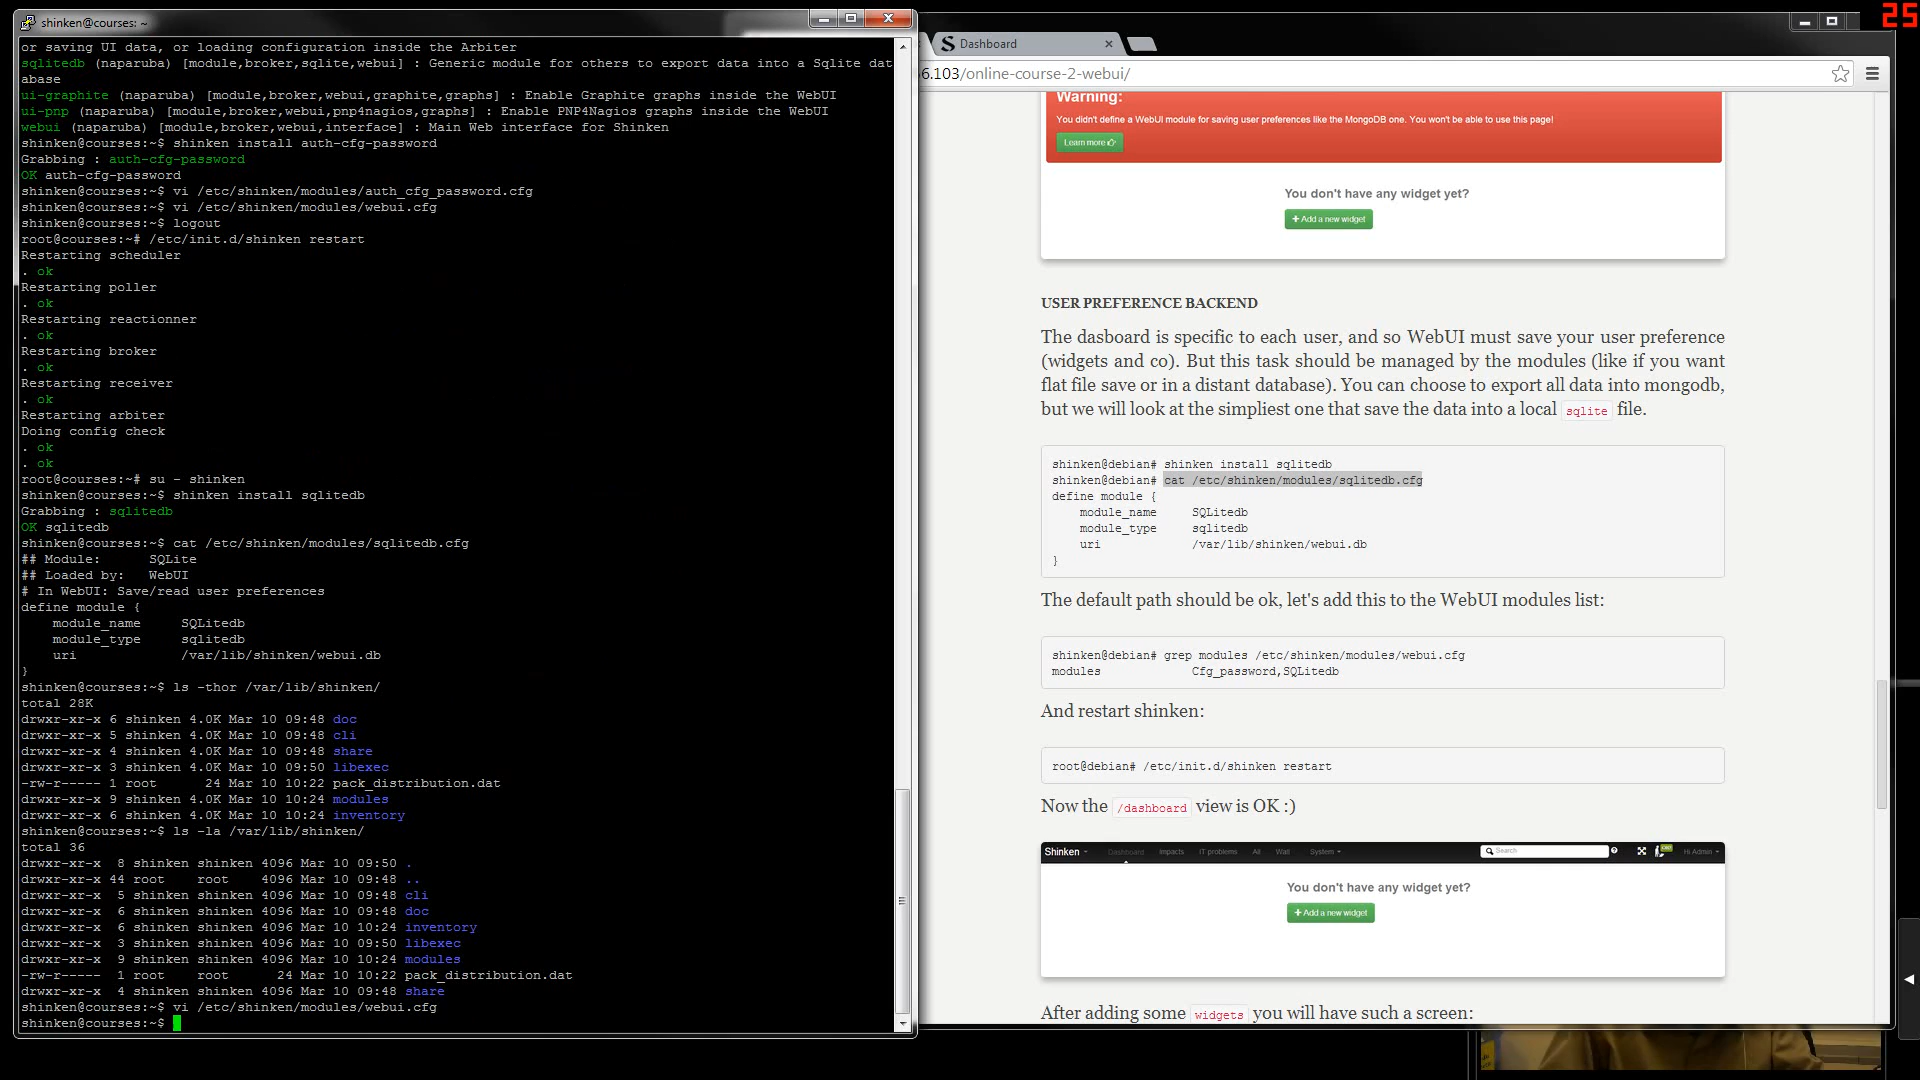 shinken@courses: ~
or saving UI data, or loading configuration inside the Arbiter
sqlitedb (naparuba) [module,broker,sqlite,webui] : Generic module for others to export data into a Sqlite dat
abase
ui-graphite (naparuba) [module,broker,webui,graphite,graphs] : Enable Graphite graphs inside the WebUI
ui-pnp (naparuba) [module,broker,webui,pnp4nagios,graphs] : Enable PNP4Nagios graphs inside the WebUI
webui (naparuba) [module,broker,webui,interface] : Main Web interface for Shinken
shinken@courses:~$ shinken install auth-cfg-password
Grabbing : auth-cfg-password
OK auth-cfg-password
shinken@courses:~$ vi /etc/shinken/modules/auth_cfg_password.cfg
shinken@courses:~$ vi /etc/shinken/modules/webui.cfg
shinken@courses:~$ logout
root@courses:~# /etc/init.d/shinken restart
Restarting scheduler
. ok
Restarting poller
. ok
Restarting reactionner
. ok
Restarting broker
. ok
Restarting receiver
. ok
Restarting arbiter
Doing config check
. ok
. ok
root@courses:~# su - shinken
shinken@courses:~$ shinken install sqlitedb
Grabbing : sqlitedb
OK sqlitedb
shinken@courses:~$ cat /etc/shinken/modules/sqlitedb.cfg
## Module:      SQLite
## Loaded by:   WebUI
# In WebUI: Save/read user preferences
define module {
    module_name     SQLitedb
    module_type     sqlitedb
    uri             /var/lib/shinken/webui.db
}
shinken@courses:~$ ls -thor /var/lib/shinken/
total 28K
drwxr-xr-x 6 shinken 4.0K Mar 10 09:48 doc
drwxr-xr-x 5 shinken 4.0K Mar 10 09:48 cli
drwxr-xr-x 4 shinken 4.0K Mar 10 09:48 share
drwxr-xr-x 3 shinken 4.0K Mar 10 09:50 libexec
-rw-r----- 1 root      24 Mar 10 10:22 pack_distribution.dat
drwxr-xr-x 9 shinken 4.0K Mar 10 10:24 modules
drwxr-xr-x 6 shinken 4.0K Mar 10 10:24 inventory
shinken@courses:~$ ls -la /var/lib/shinken/
total 36
drwxr-xr-x  8 shinken shinken 4096 Mar 10 09:50 .
drwxr-xr-x 44 root    root    4096 Mar 10 09:48 ..
drwxr-xr-x  5 shinken shinken 4096 Mar 10 09:48 cli
drwxr-xr-x  6 shinken shinken 4096 Mar 10 09:48 doc
drwxr-xr-x  6 shinken shinken 4096 Mar 10 10:24 inventory
drwxr-xr-x  3 shinken shinken 4096 Mar 10 09:50 libexec
drwxr-xr-x  9 shinken shinken 4096 Mar 10 10:24 modules
-rw-r-----  1 root    root      24 Mar 10 10:22 pack_distribution.dat
drwxr-xr-x  4 shinken shinken 4096 Mar 10 09:48 share
shinken@courses:~$ vi /etc/shinken/modules/webui.cfg
shinken@courses:~$
25
Dashboard
6.103/online-course-2-webui/
Warning:
You didn't define a WebUI module for saving user preferences like the MongoDB one. You won't be able to use this page!
Learn more
You don't have any widget yet?
+ Add a new widget
USER PREFERENCE BACKEND
The dasboard is specific to each user, and so WebUI must save your user preference
(widgets and co). But this task should be managed by the modules (like if you want
flat file save or in a distant database). You can choose to export all data into mongodb,
but we will look at the simpliest one that save the data into a local sqlite file.
shinken@debian# shinken install sqlitedb
shinken@debian# cat /etc/shinken/modules/sqlitedb.cfg
define module {
    module_name     SQLitedb
    module_type     sqlitedb
    uri             /var/lib/shinken/webui.db
}
The default path should be ok, let's add this to the WebUI modules list:
shinken@debian# grep modules /etc/shinken/modules/webui.cfg
modules             Cfg_password,SQLitedb
And restart shinken:
root@debian# /etc/init.d/shinken restart
Now the /dashboard view is OK :)
Shinken Dashboard Impacts IT problems All Wall System Search Hi Admin
You don't have any widget yet?
+ Add a new widget
After adding some widgets you will have such a screen: